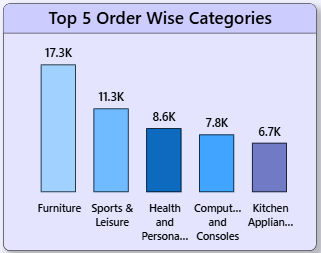 Top 5 Order Wise Categories
17.3K
11.3K
8.6K
7.8K
6.7K
Furniture
Sports &
Leisure
Health
and
Persona...
Comput...
and
Consoles
Kitchen
Applian...